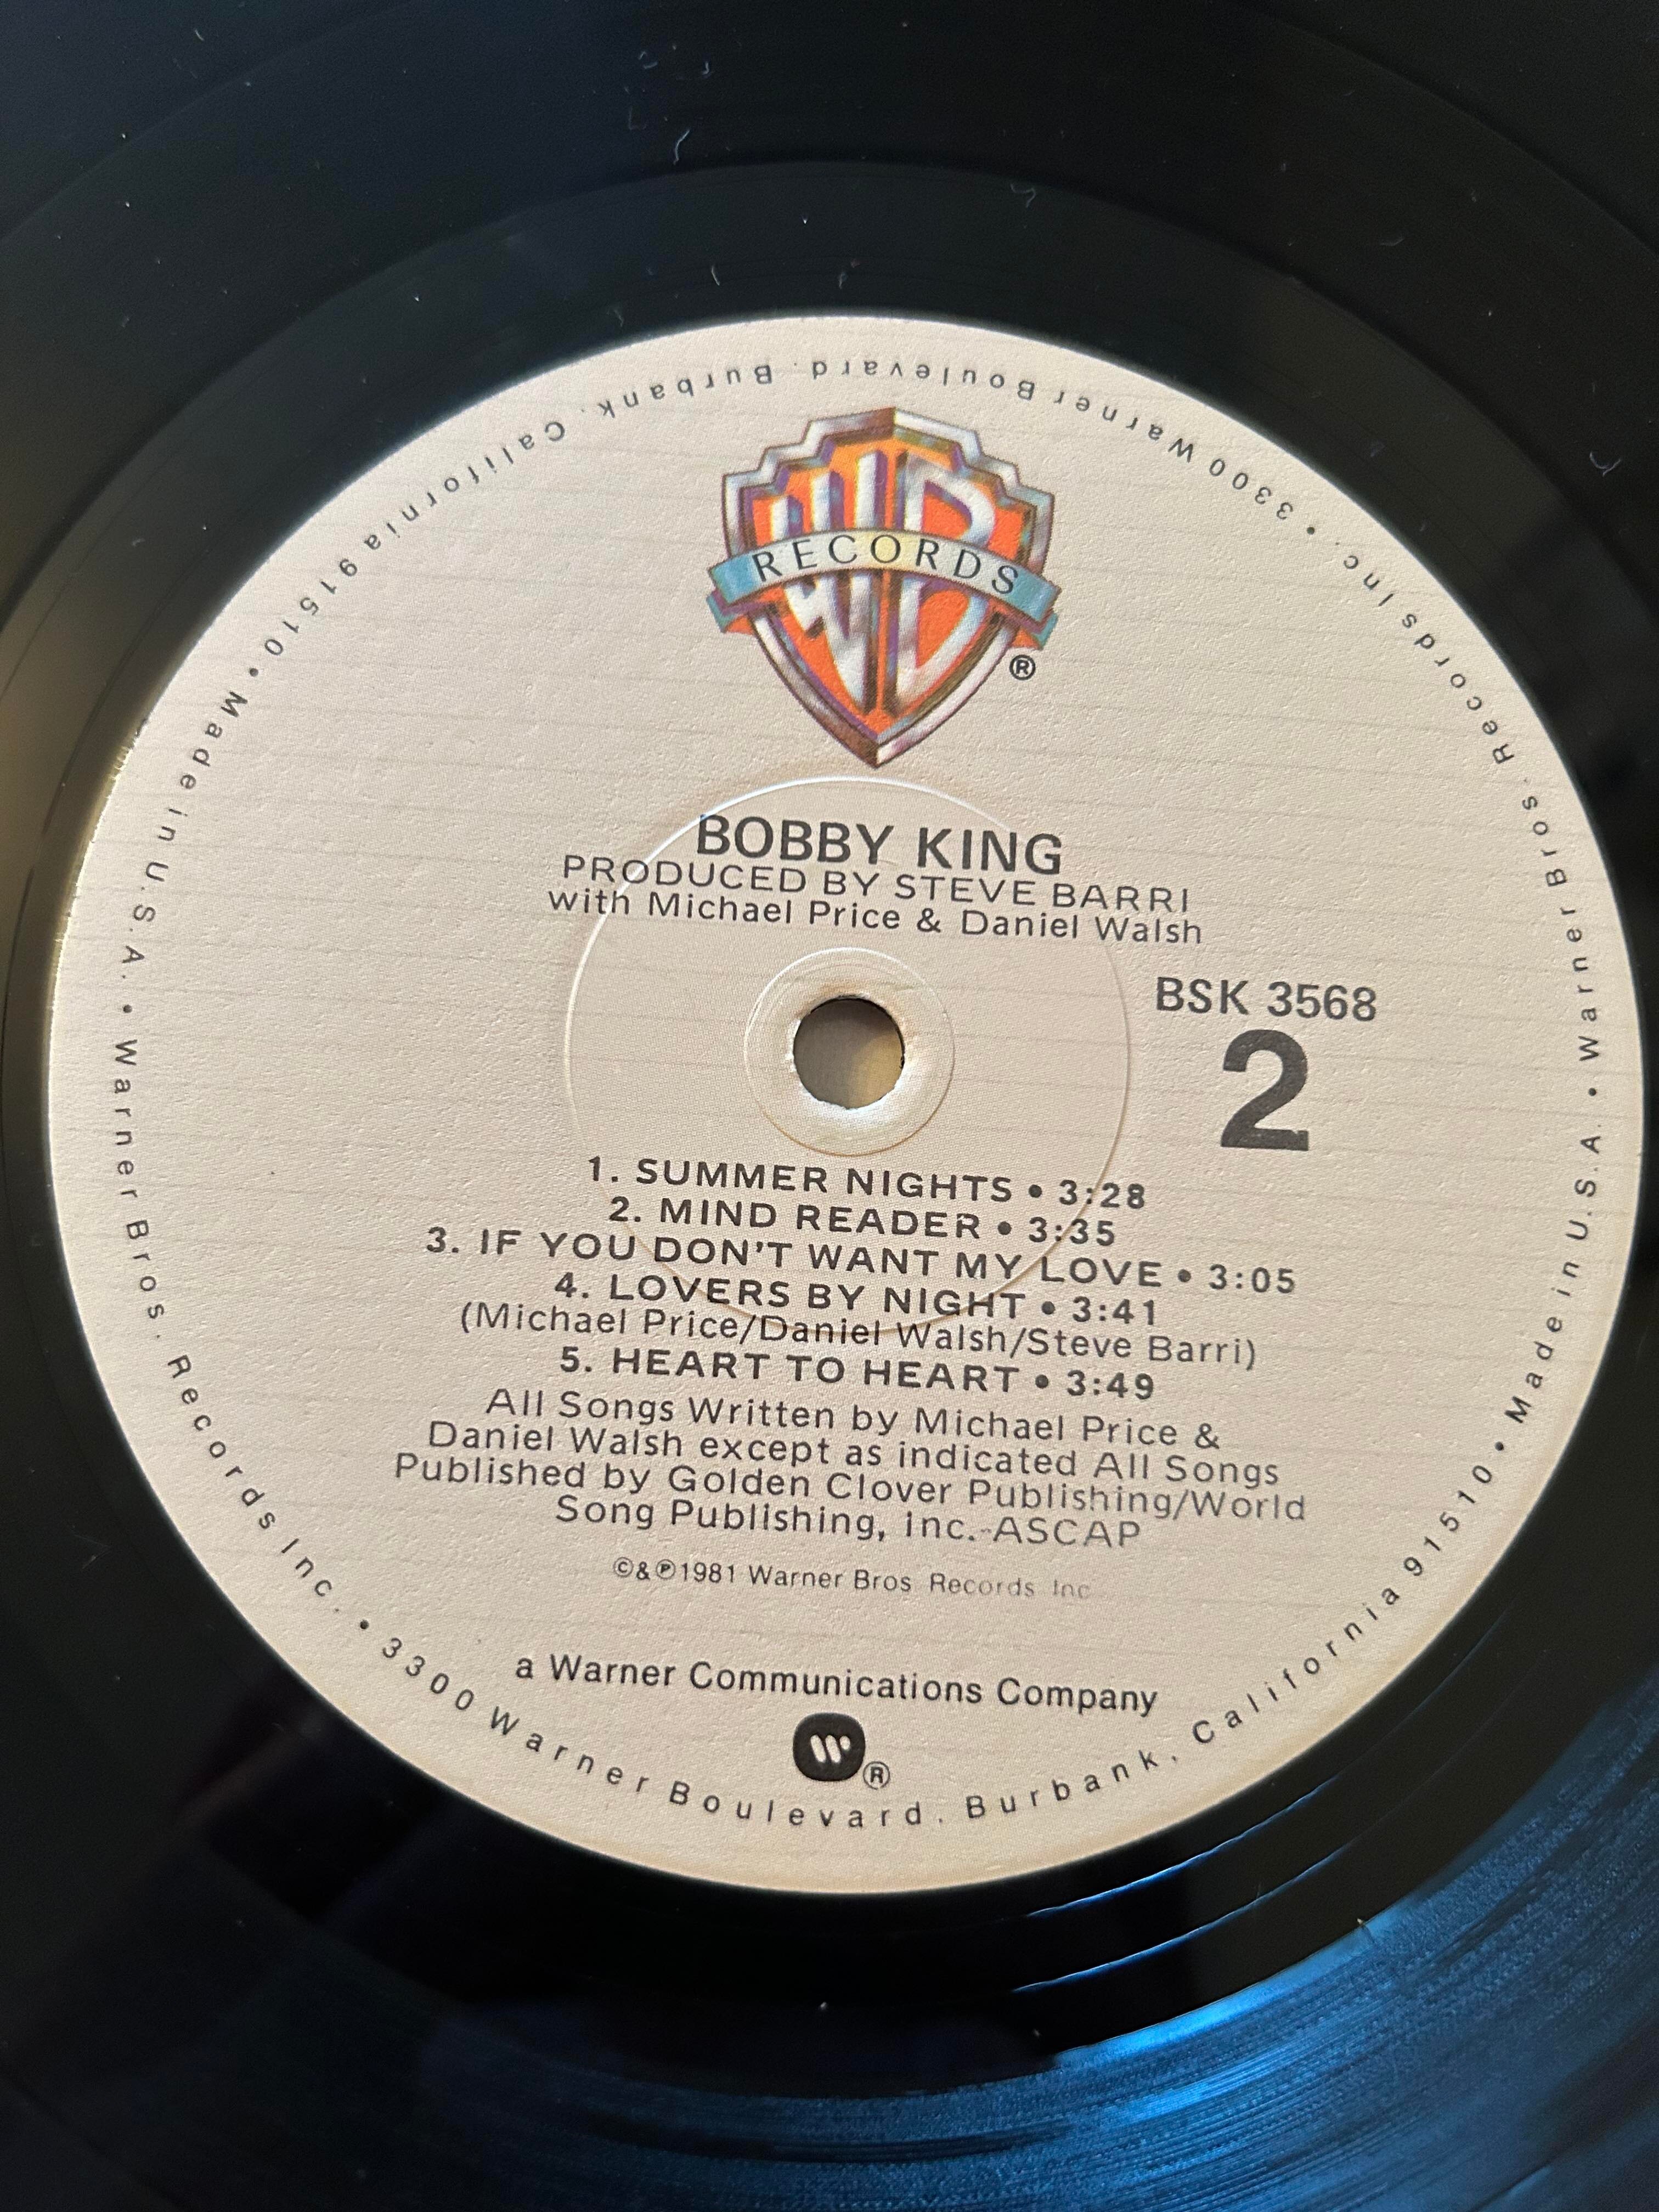 WB
RECORDS
®
BOBBY KING
PRODUCED BY STEVE BARRI
with Michael Price & Daniel Walsh
BSK 3568
2
1. SUMMER NIGHTS • 3:28
2. MIND READER • 3:35
3. IF YOU DON'T WANT MY LOVE • 3:05
4. LOVERS BY NIGHT • 3:41
(Michael Price/Daniel Walsh/Steve Barri)
5. HEART TO HEART • 3:49
All Songs Written by Michael Price &
Daniel Walsh except as indicated All Songs
Published by Golden Clover Publishing/World
Song Publishing, Inc.-ASCAP
©&℗1981 Warner Bros Records Inc
a Warner Communications Company
W ®
Warner Bros. Records Inc. • 3300 Warner Boulevard. Burbank. California 91510 • Made in U.S.A. • Warner Bros. Records Inc. • 3300 Warner Boulevard. Burbank. California 91510 • Made in U.S.A. •